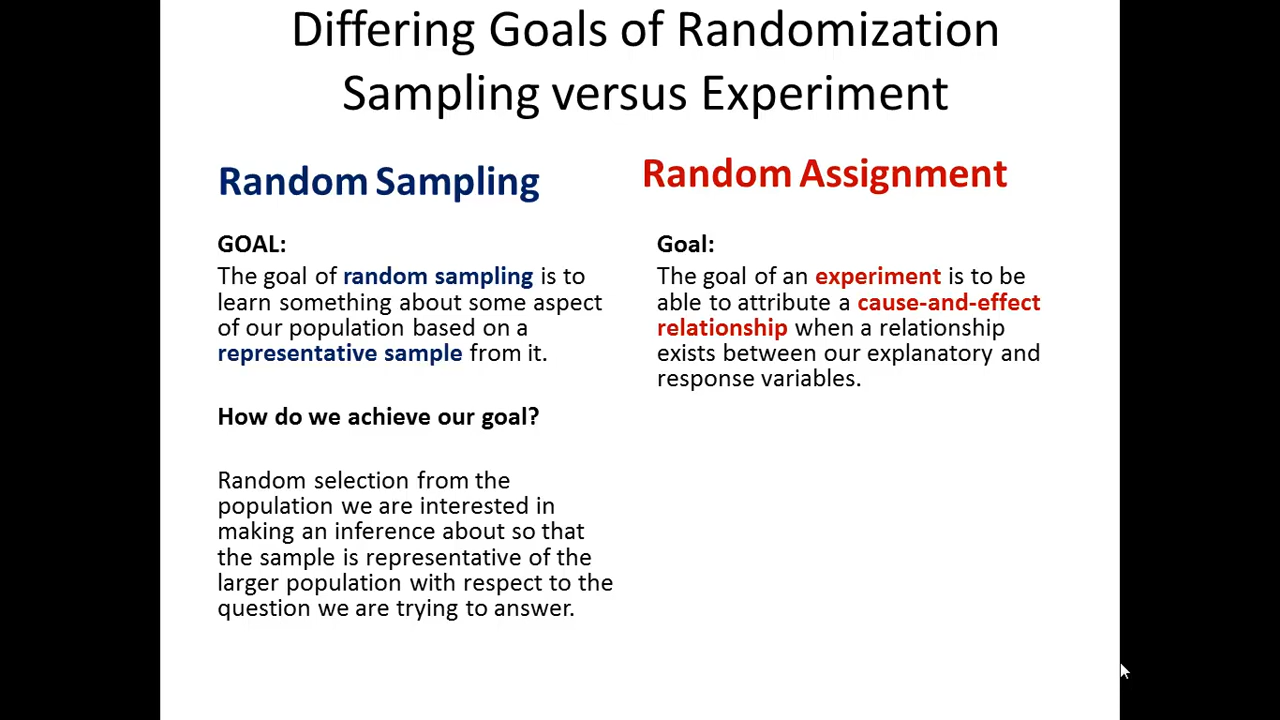 Differing Goals of Randomization
Sampling versus Experiment
Random Sampling
GOAL:
The goal of random sampling is to
learn something about some aspect
of our population based on a
representative sample from it.
How do we achieve our goal?
Random selection from the
population we are interested in
making an inference about so that
the sample is representative of the
larger population with respect to the
question we are trying to answer.
Random Assignment
Goal:
The goal of an experiment is to be
able to attribute a cause-and-effect
relationship when a relationship
exists between our explanatory and
response variables.